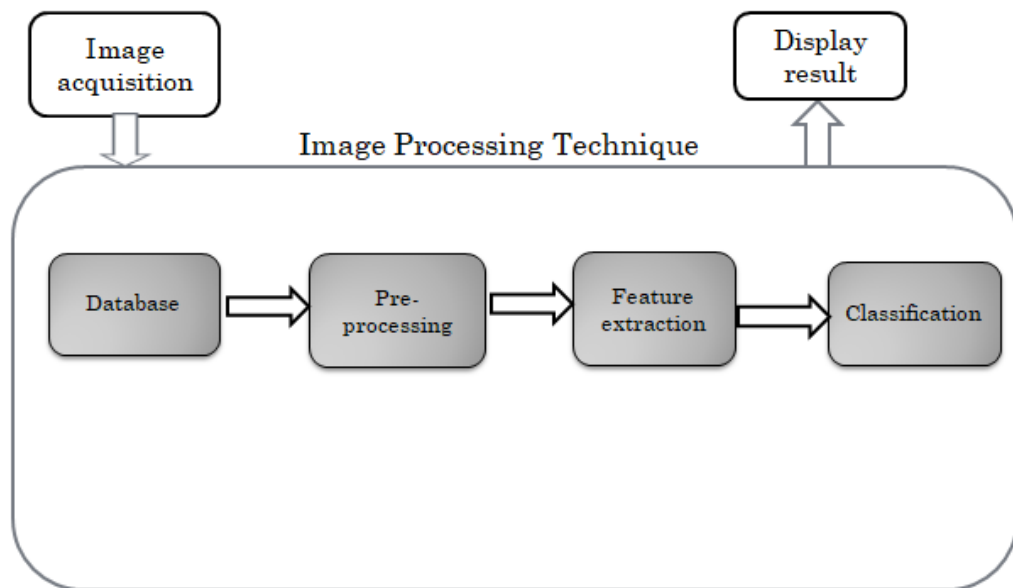 Image
acquisition
Display
result
Image Processing Technique
Database
Pre-
processing
Feature
extraction
Classification